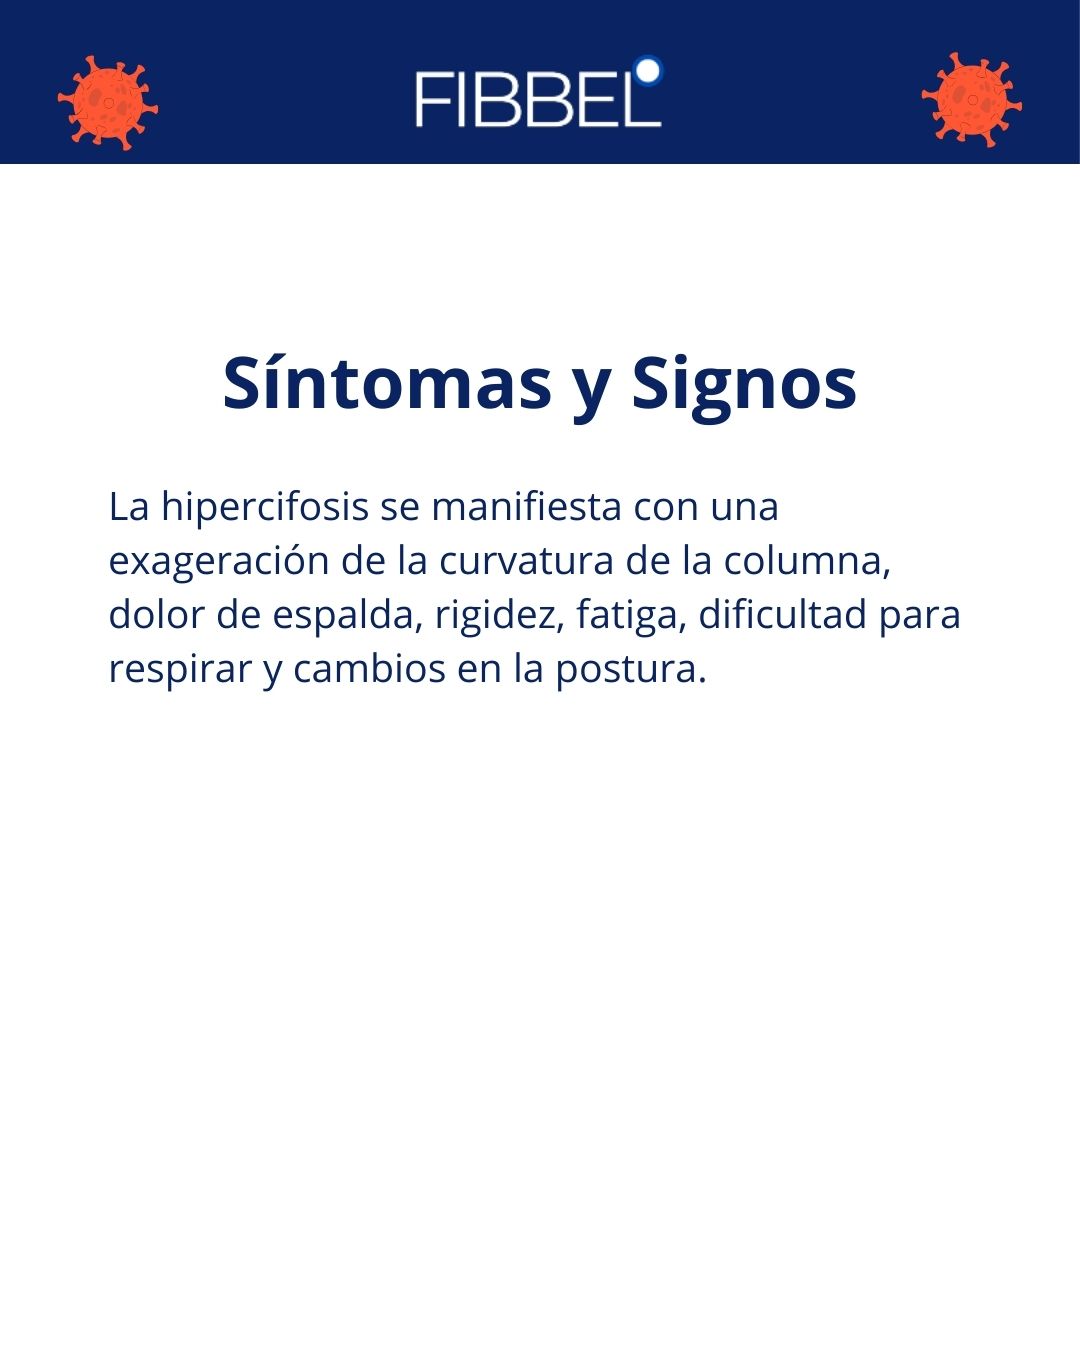 FIBBEL
Síntomas y Signos
La hipercifosis se manifiesta con una
exageración de la curvatura de la columna,
dolor de espalda, rigidez, fatiga, dificultad para
respirar y cambios en la postura.